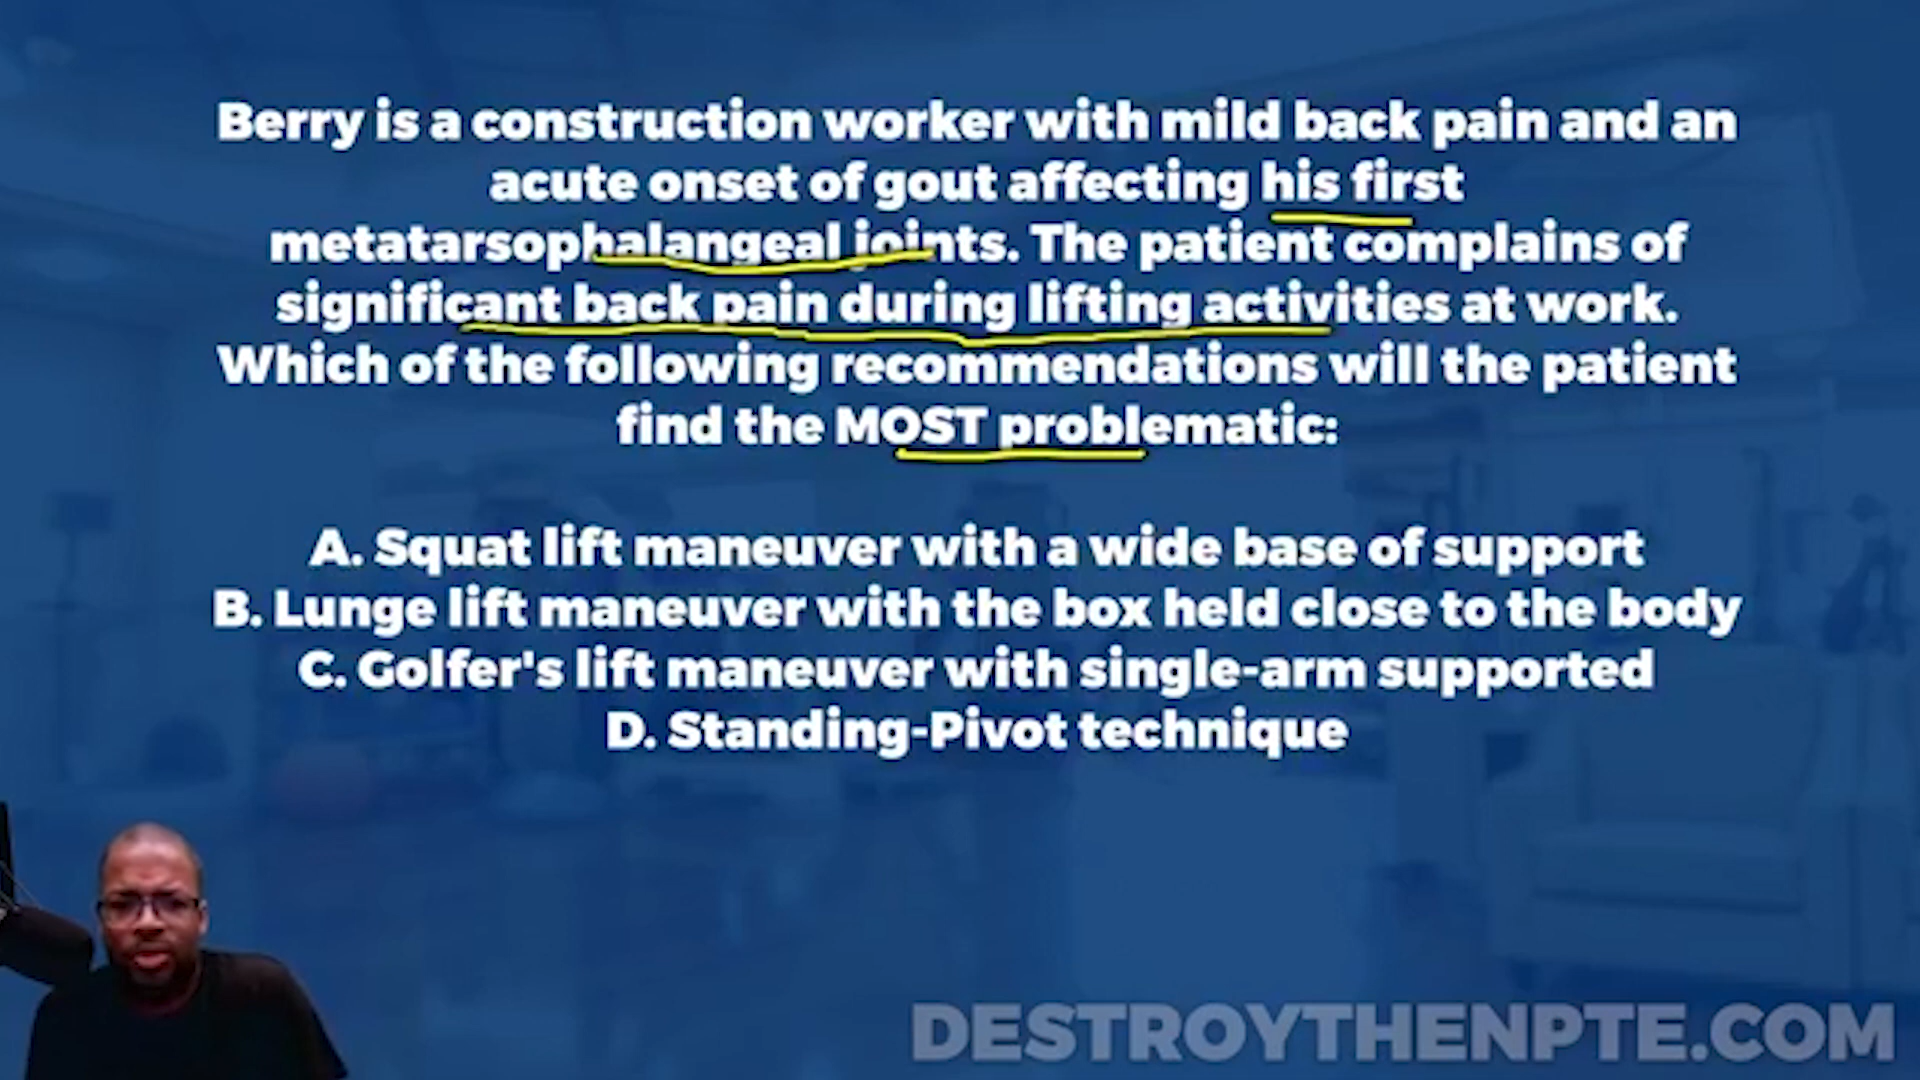 Berry is a construction worker with mild back pain and an
acute onset of gout affecting his first
metatarsophalangeal joints. The patient complains of
significant back pain during lifting activities at work.
Which of the following recommendations will the patient
find the MOST problematic:
A. Squat lift maneuver with a wide base of support
B. Lunge lift maneuver with the box held close to the body
C. Golfer's lift maneuver with single-arm supported
D. Standing-Pivot technique
DESTROYTHENPTE.COM